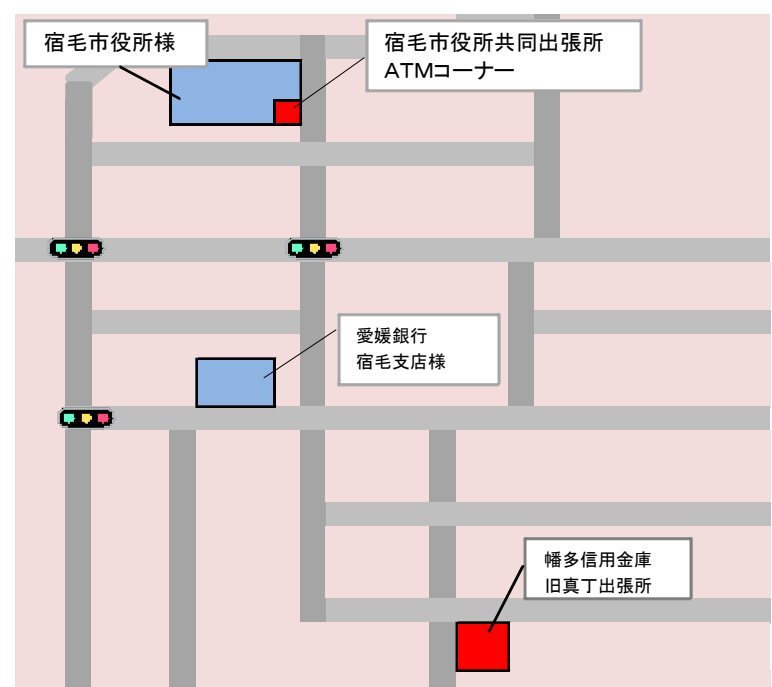 宿毛市役所様
宿毛市役所共同出張所
ATMコーナー
愛媛銀行
宿毛支店様
幡多信用金庫
旧真丁出張所